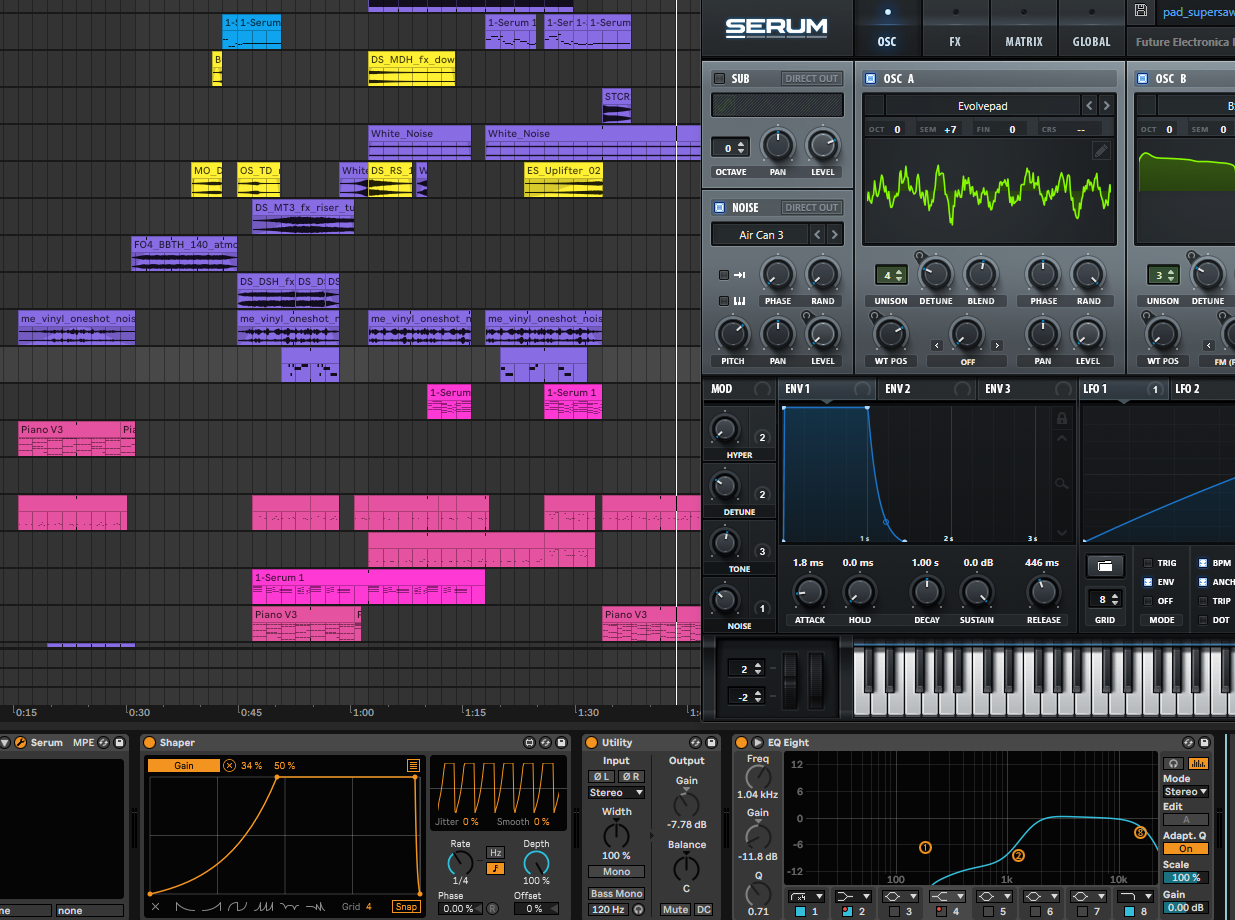 1-S 1-Serum
1-Serum 1
1-Ser 1- 1-Serum
B
DS_MDH_fx_dow
STCR
White_Noise
White_Noise
MO_D
OS_TD_
White
DS_RS_1
W
ES_Uplifter_02
DS_MT3_fx_riser_tu
FO4_BBTH_140_atmo
DS_DSH_fx DS_D DS
me_vinyl_oneshot_nois
me_vinyl_oneshot_n
me_vinyl_oneshot_n
me_vinyl_oneshot_nois
1-Serum
1-Serum 1
Piano V3
Pia
1-Serum 1
Piano V3
P
Piano V3
0:15
0:30
0:45
1:00
1:15
1:30
1:4
SERUM
OSC
FX
MATRIX
GLOBAL
pad_supersaw
Future Electronica
SUB
DIRECT OUT
0
OCTAVE
PAN
LEVEL
NOISE
DIRECT OUT
Air Can 3
PHASE
RAND
PITCH
PAN
LEVEL
OSC A
Evolvepad
OCT 0
SEM +7
FIN 0
CRS --
4
UNISON
DETUNE
BLEND
PHASE
RAND
WT POS
OFF
PAN
LEVEL
OSC B
OCT 0
SEM 0
3
UNISON
DETUNE
WT POS
MOD
ENV 1
ENV 2
ENV 3
LFO 1
1
LFO 2
2
HYPER
2
DETUNE
3
TONE
1
NOISE
1 s
2 s
3 s
1.8 ms
0.0 ms
1.00 s
0.0 dB
446 ms
ATTACK
HOLD
DECAY
SUSTAIN
RELEASE
8
GRID
TRIG
ENV
OFF
MODE
BPM
ANCH
TRIP
DOT
2
-2
Serum MPE
none
Shaper
Gain
34 %
50 %
Grid 4
Snap
Jitter 0 %
Smooth 0 %
Rate
1/4
Hz
Depth
100 %
Phase
0.00 %
R
Offset
0 %
Utility
Input
Ø L
Ø R
Stereo
Width
100 %
Mono
Bass Mono
120 Hz
Output
Gain
-7.78 dB
Balance
C
Mute
DC
EQ Eight
Freq
1.04 kHz
Gain
-11.8 dB
Q
0.71
12
6
0
-6
-12
100
1k
10k
1
2
8
x4
1
2
3
4
5
6
7
8
Mode
Stereo
Edit
A
Adapt. Q
On
Scale
100 %
Gain
0.00 dB